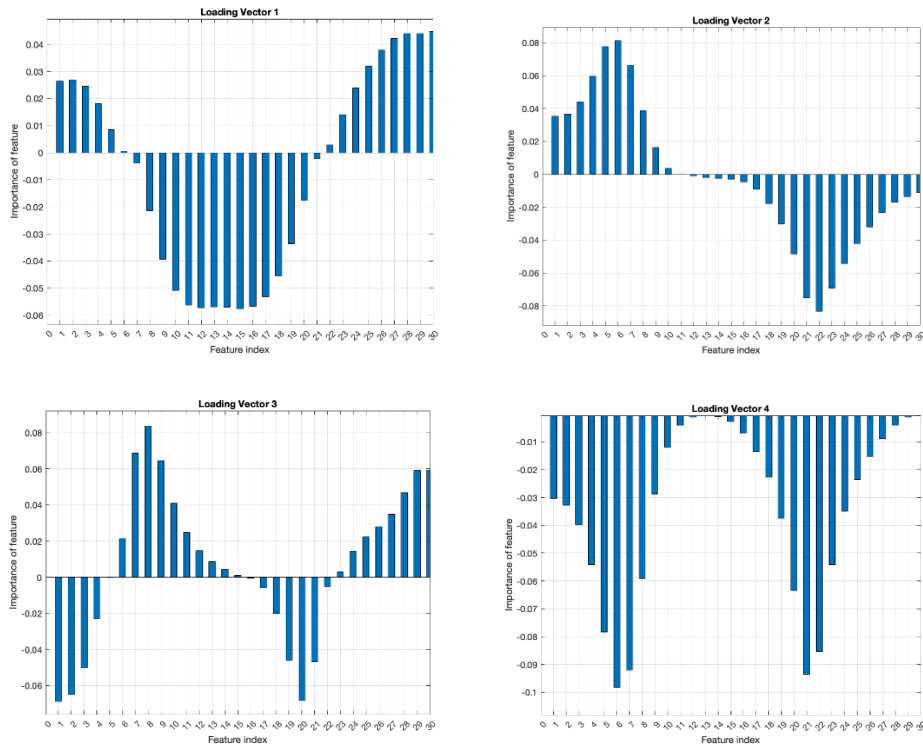 Loading Vector 1
0.04
0.03
0.02
0.01
0
-0.01
-0.02
-0.03
-0.04
-0.05
-0.06
Importance of feature
0 1 2 3 4 5 6 7 8 9 10 11 12 13 14 15 16 17 18 19 20 21 22 23 24 25 26 27 28 29 30
Feature index
Loading Vector 2
0.08
0.06
0.04
0.02
0
-0.02
-0.04
-0.06
-0.08
Importance of feature
0 1 2 3 4 5 6 7 8 9 10 11 12 13 14 15 16 17 18 19 20 21 22 23 24 25 26 27 28 29 30
Feature index
Loading Vector 3
0.08
0.06
0.04
0.02
0
-0.02
-0.04
-0.06
Importance of feature
0 1 2 3 4 5 6 7 8 9 10 11 12 13 14 15 16 17 18 19 20 21 22 23 24 25 26 27 28 29 30
Feature index
Loading Vector 4
-0.01
-0.02
-0.03
-0.04
-0.05
-0.06
-0.07
-0.08
-0.09
-0.1
Importance of feature
0 1 2 3 4 5 6 7 8 9 10 11 12 13 14 15 16 17 18 19 20 21 22 23 24 25 26 27 28 29 30
Feature index